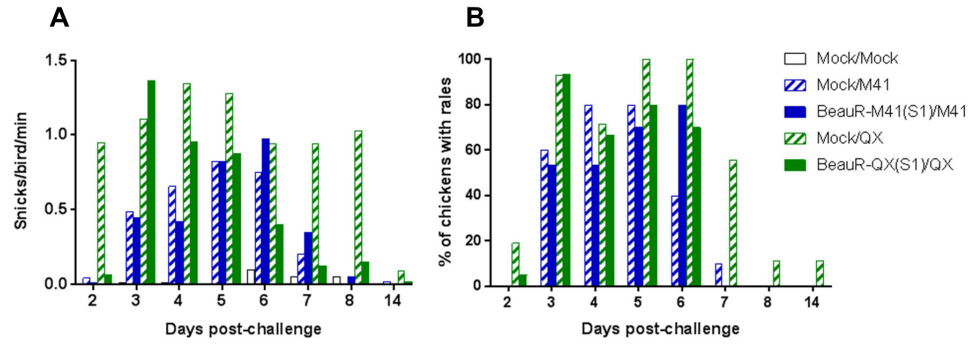 A
Snicks/bird/min
1.5
1.0
0.5
0.0
2 3 4 5 6 7 8 14
Days post-challenge
B
% of chickens with rales
100
80
60
40
20
0
2 3 4 5 6 7 8 14
Days post-challenge
Mock/Mock
Mock/M41
BeauR-M41(S1)/M41
Mock/QX
BeauR-QX(S1)/QX